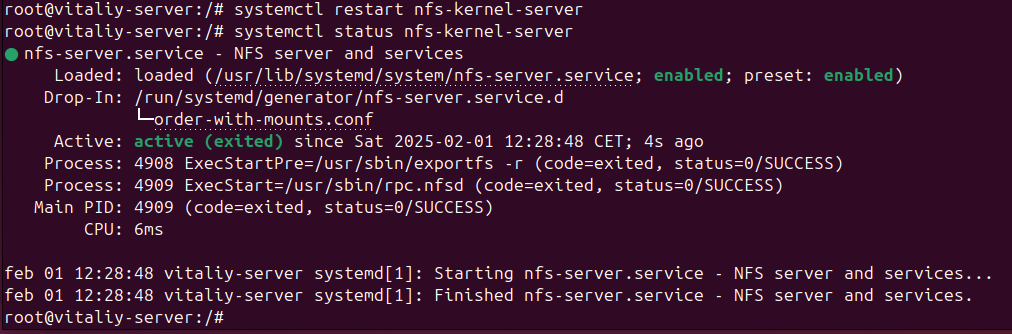 root@vitaliy-server:/# systemctl restart nfs-kernel-server
root@vitaliy-server:/# systemctl status nfs-kernel-server
● nfs-server.service - NFS server and services
     Loaded: loaded (/usr/lib/systemd/system/nfs-server.service; enabled; preset: enabled)
    Drop-In: /run/systemd/generator/nfs-server.service.d
             └─order-with-mounts.conf
     Active: active (exited) since Sat 2025-02-01 12:28:48 CET; 4s ago
    Process: 4908 ExecStartPre=/usr/sbin/exportfs -r (code=exited, status=0/SUCCESS)
    Process: 4909 ExecStart=/usr/sbin/rpc.nfsd (code=exited, status=0/SUCCESS)
   Main PID: 4909 (code=exited, status=0/SUCCESS)
        CPU: 6ms

feb 01 12:28:48 vitaliy-server systemd[1]: Starting nfs-server.service - NFS server and services...
feb 01 12:28:48 vitaliy-server systemd[1]: Finished nfs-server.service - NFS server and services.
root@vitaliy-server:/#